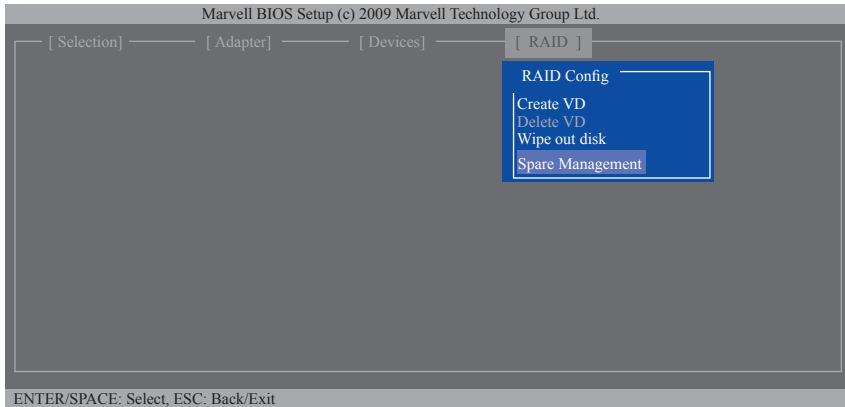 Marvell BIOS Setup (c) 2009 Marvell Technology Group Ltd.
[ Selection] [ Adapter] [ Devices] [ RAID ]
RAID Config
Create VD
Delete VD
Wipe out disk
Spare Management
ENTER/SPACE: Select, ESC: Back/Exit